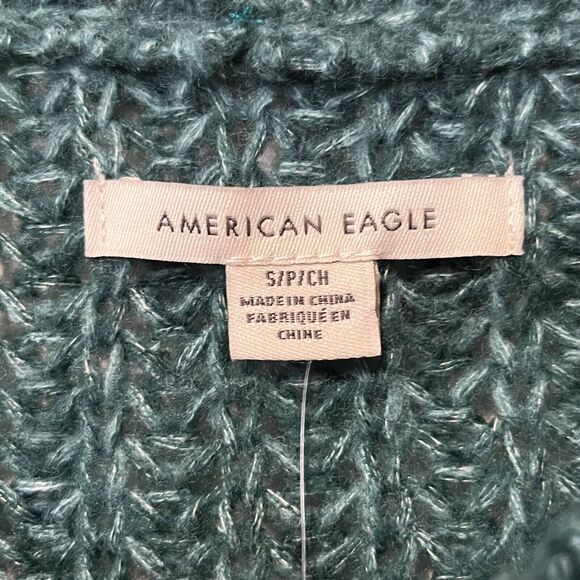 AMERICAN EAGLE
S/P/CH
MADE IN CHINA
FABRIQUÉ EN
CHINE